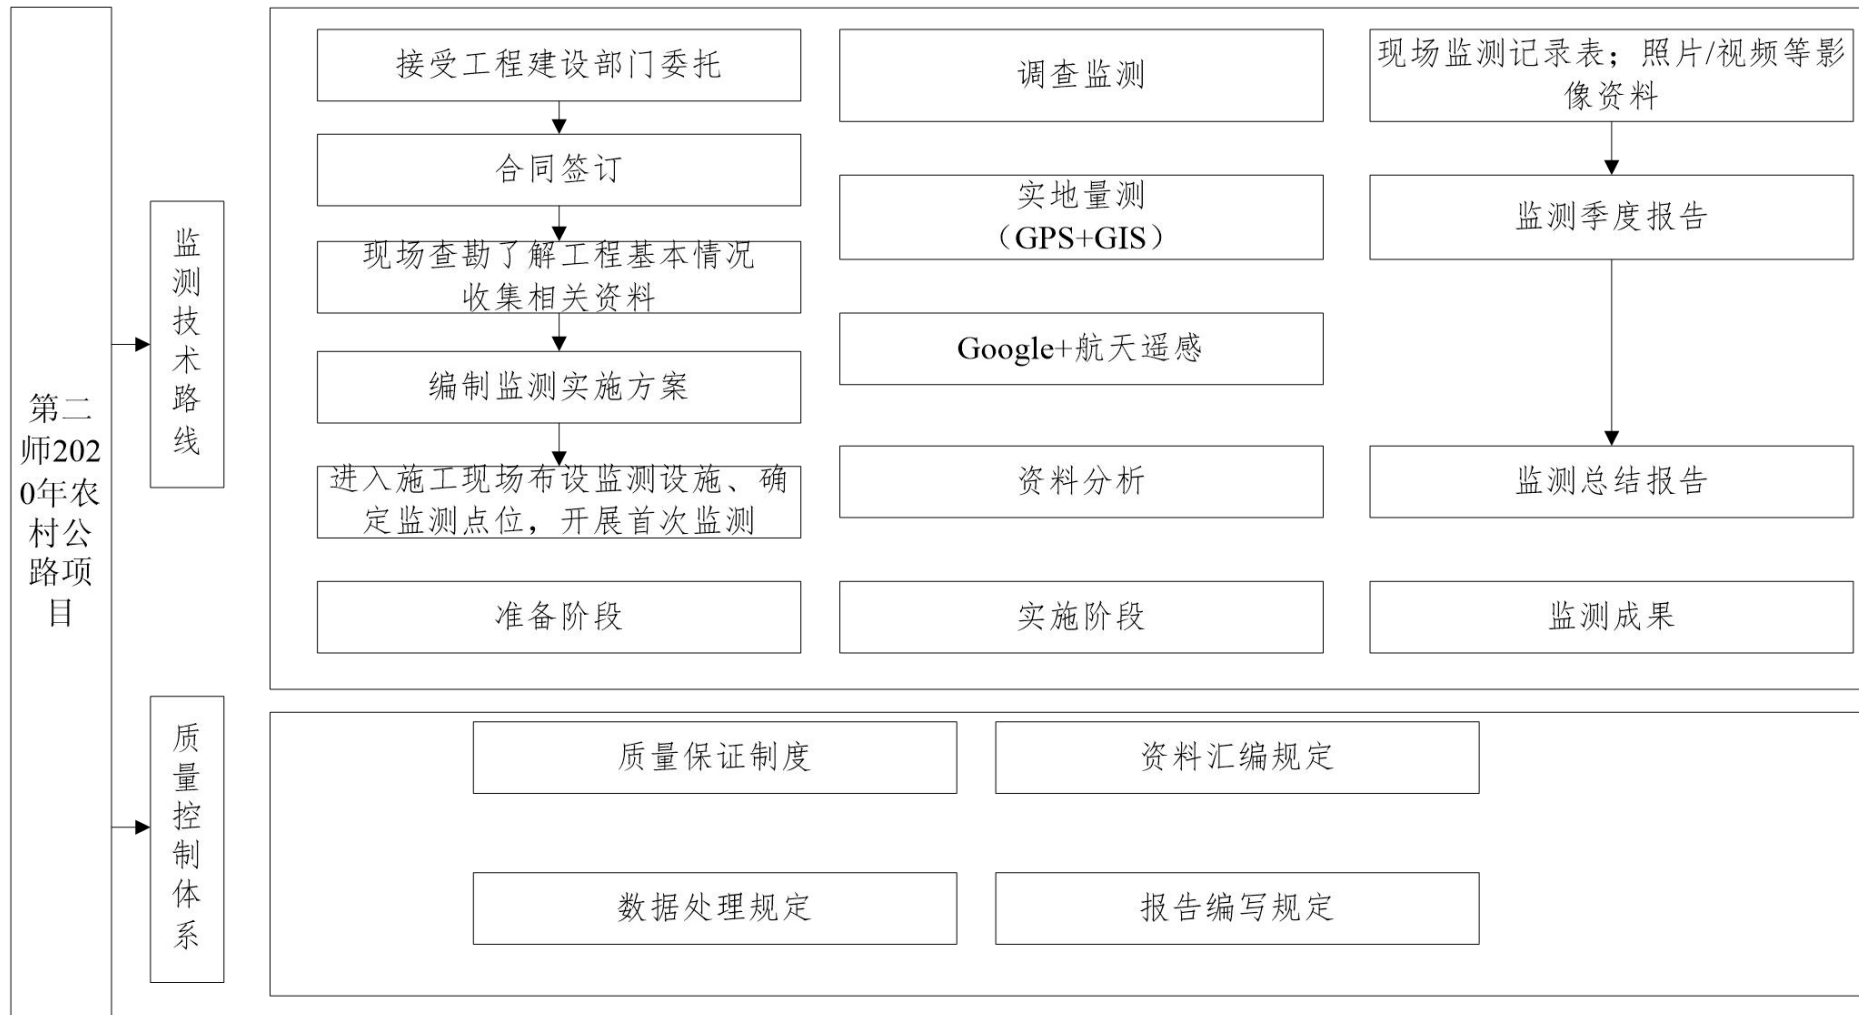 第二
师202
0年农
村公
路项
目
监
测
技
术
路
线
接受工程建设部门委托
合同签订
现场查勘了解工程基本情况
收集相关资料
编制监测实施方案
进入施工现场布设监测设施、确
定监测点位，开展首次监测
准备阶段
调查监测
实地量测
（GPS+GIS）
Google+航天遥感
资料分析
实施阶段
现场监测记录表；照片/视频等影
像资料
监测季度报告
监测总结报告
监测成果
质
量
控
制
体
系
质量保证制度
资料汇编规定
数据处理规定
报告编写规定